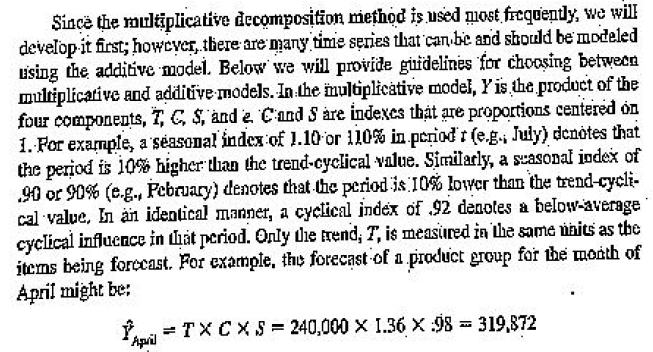 Since the multiplicative decomposition method is used most frequently, we will
develop it first; however, there are many time series that can be and should be modeled
using the additive model. Below we will provide guidelines for choosing between
multiplicative and additive models. In the multiplicative model, Y is the product of the
four components, T, C, S, and e. C and S are indexes that are proportions centered on
1. For example, a seasonal index of 1.10 or 110% in period t (e.g., July) denotes that
the period is 10% higher than the trend-cyclical value. Similarly, a seasonal index of
.90 or 90% (e.g., February) denotes that the period is 10% lower than the trend-cycli-
cal value. In an identical manner, a cyclical index of .92 denotes a below-average
cyclical influence in that period. Only the trend, T, is measured in the same units as the
items being forecast. For example, the forecast of a product group for the month of
April might be:
Ŷ_April = T × C × S = 240,000 × 1.36 × .98 = 319,872